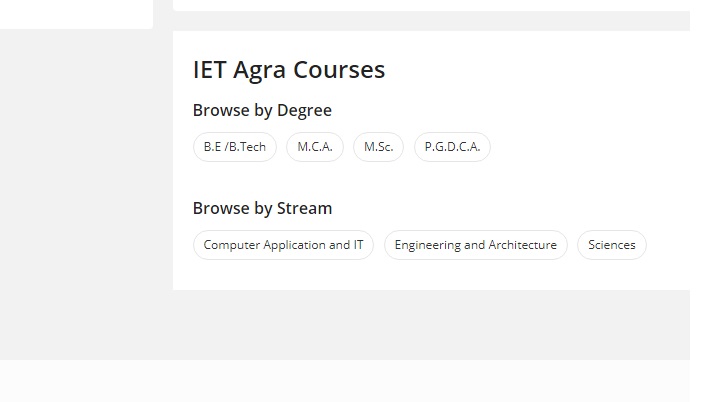 IET Agra Courses
Browse by Degree
B.E /B.Tech M.C.A. M.Sc. P.G.D.C.A.
Browse by Stream
Computer Application and IT Engineering and Architecture Sciences